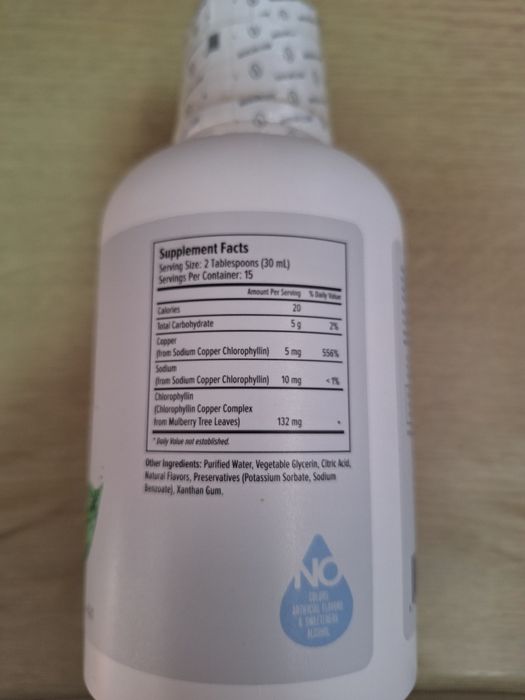 Supplement Facts
Serving Size: 2 Tablespoons (30 mL)
Servings Per Container: 15
Amount Per Serving % Daily Value
Calories 20
Total Carbohydrate 5 g 2%
Copper
(from Sodium Copper Chlorophyllin) 5 mg 556%
Sodium
(from Sodium Copper Chlorophyllin) 10 mg <1%
Chlorophyllin
(Chlorophyllin Copper Complex
from Mulberry Tree Leaves) 132 mg *
* Daily Value not established.
Other Ingredients: Purified Water, Vegetable Glycerin, Citric Acid,
Natural Flavors, Preservatives (Potassium Sorbate, Sodium
Benzoate), Xanthan Gum.
NO
COLORS
ARTIFICIAL FLAVORS
& SWEETENERS
ALCOHOL